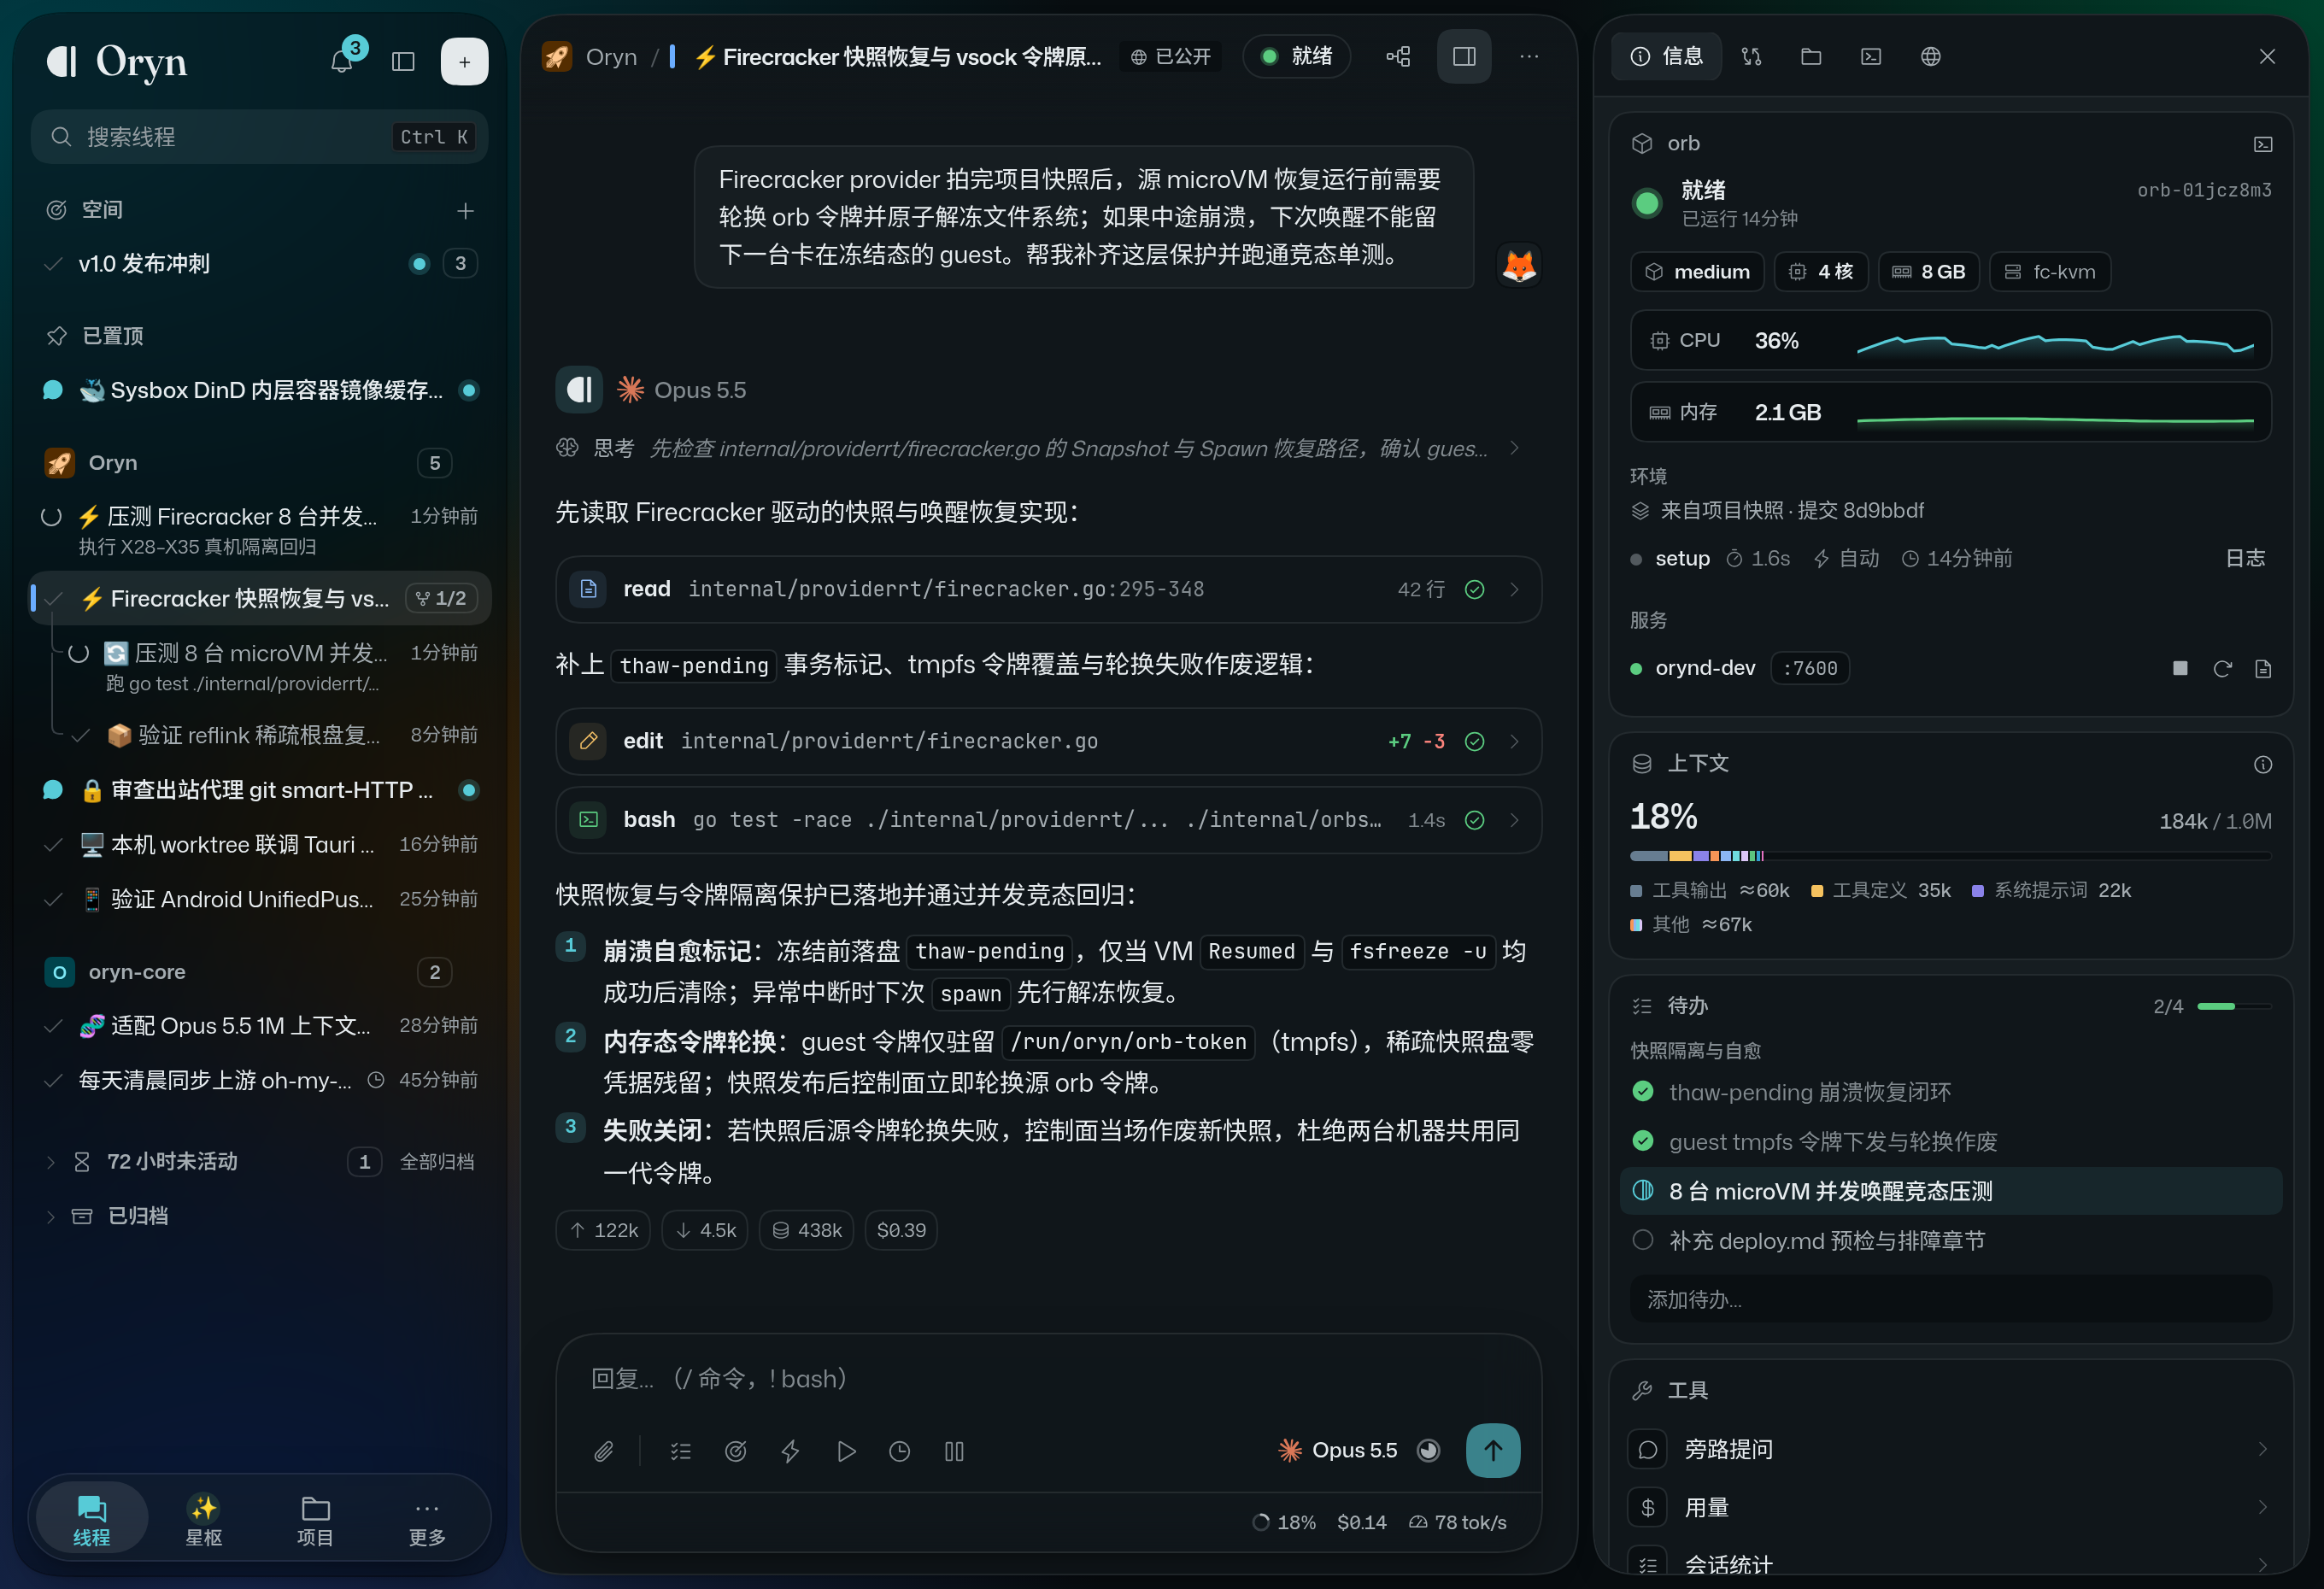 Oryn
3
+
搜索线程
Ctrl K
空间
v1.0 发布冲刺
3
已置顶
Sysbox DinD 内层容器镜像缓存...
Oryn
5
压测 Firecracker 8 台并发...
1分钟前
执行 X28-X35 真机隔离回归
Firecracker 快照恢复与 vs...
1/2
压测 8 台 microVM 并发...
1分钟前
跑 go test ./internal/providerrt/...
验证 reflink 稀疏根盘复...
8分钟前
审查出站代理 git smart-HTTP ...
本机 worktree 联调 Tauri ...
16分钟前
验证 Android UnifiedPus...
25分钟前
O
oryn-core
2
适配 Opus 5.5 1M 上下文...
28分钟前
每天清晨同步上游 oh-my-...
45分钟前
72 小时未活动
1
全部归档
已归档
线程
星枢
项目
更多
Oryn / ⚡ Firecracker 快照恢复与 vsock 令牌原...
已公开
就绪
Firecracker provider 拍完项目快照后，源 microVM 恢复运行前需要
轮换 orb 令牌并原子解冻文件系统；如果中途崩溃，下次唤醒不能留
下一台卡在冻结态的 guest。帮我补齐这层保护并跑通竞态单测。
Opus 5.5
思考 先检查 internal/providerrt/firecracker.go 的 Snapshot 与 Spawn 恢复路径，确认 gues...
先读取 Firecracker 驱动的快照与唤醒恢复实现：
read internal/providerrt/firecracker.go:295-348
42 行
补上 thaw-pending 事务标记、tmpfs 令牌覆盖与轮换失败作废逻辑：
edit internal/providerrt/firecracker.go
+7 -3
bash go test -race ./internal/providerrt/... ./internal/orbs…
1.4s
快照恢复与令牌隔离保护已落地并通过并发竞态回归：
1 崩溃自愈标记：冻结前落盘 thaw-pending，仅当 VM Resumed 与 fsfreeze -u 均
成功后清除；异常中断时下次 spawn 先行解冻恢复。
2 内存态令牌轮换：guest 令牌仅驻留 /run/oryn/orb-token（tmpfs），稀疏快照盘零
凭据残留；快照发布后控制面立即轮换源 orb 令牌。
3 失败关闭：若快照后源令牌轮换失败，控制面当场作废新快照，杜绝两台机器共用同
一代令牌。
122k
4.5k
438k
$0.39
回复...（/ 命令，! bash）
Opus 5.5
18%
$0.14
78 tok/s
信息
orb
就绪
orb-01jcz8m3
已运行 14分钟
medium
4 核
8 GB
fc-kvm
CPU 36%
内存 2.1 GB
环境
来自项目快照 · 提交 8d9bbdf
setup 1.6s 自动 14分钟前
日志
服务
orynd-dev :7600
上下文
18%
184k / 1.0M
工具输出 ≈60k 工具定义 35k 系统提示词 22k
其他 ≈67k
待办
2/4
快照隔离与自愈
thaw-pending 崩溃恢复闭环
guest tmpfs 令牌下发与轮换作废
8 台 microVM 并发唤醒竞态压测
补充 deploy.md 预检与排障章节
添加待办...
工具
旁路提问
$ 用量
会话统计